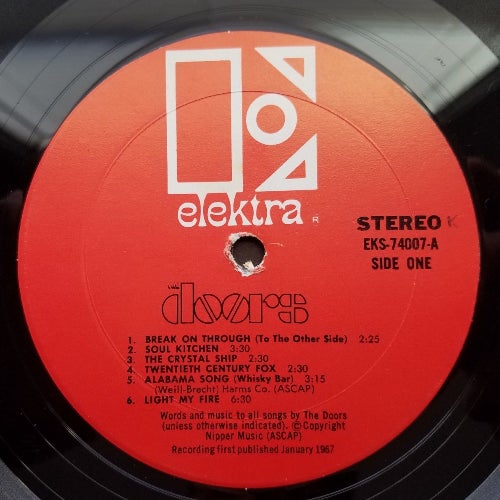 elektra ®
STEREO K
EKS-74007-A
SIDE ONE
THE doors
1. BREAK ON THROUGH (To The Other Side) 2:25
2. SOUL KITCHEN 3:30
3. THE CRYSTAL SHIP 2:30
4. TWENTIETH CENTURY FOX 2:30
5. ALABAMA SONG (Whisky Bar) 3:15
(Weill-Brecht) Harms Co. (ASCAP)
6. LIGHT MY FIRE 6:30
Words and music to all songs by The Doors
(unless otherwise indicated). © Copyright
Nipper Music (ASCAP)
Recording first published January 1967